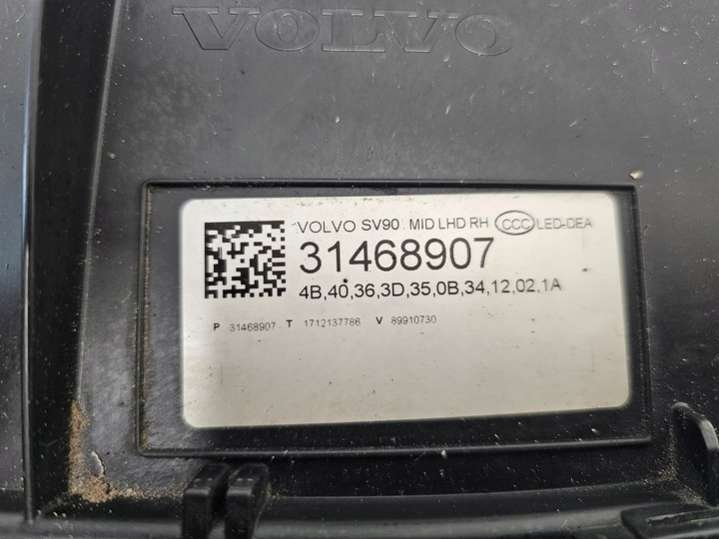 VOLVO
VOLVO SV90 MID LHD RH CCC LED-DEA
31468907
4B,40,36,3D,35,0B,34,12,02,1A
P 31468907 T 1712137786 V 89910730